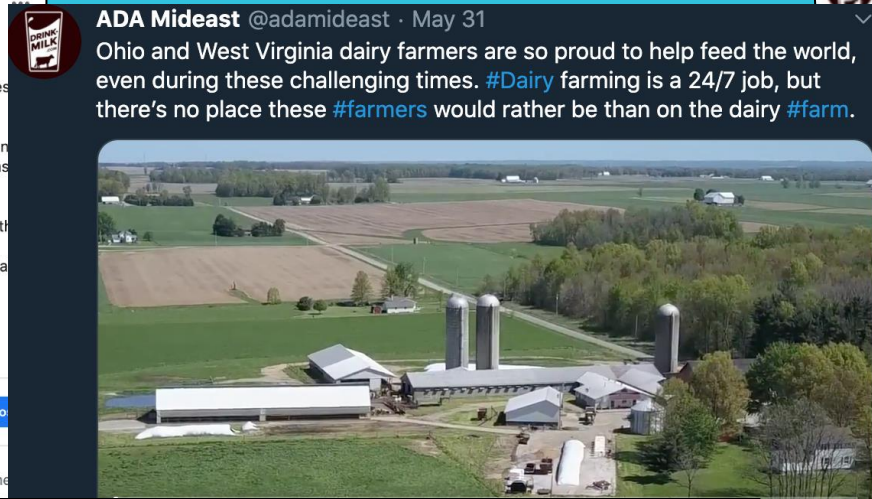 ADA Mideast @adamideast · May 31
DRINK-
MILK
.COM
Ohio and West Virginia dairy farmers are so proud to help feed the world,
even during these challenging times. #Dairy farming is a 24/7 job, but
there’s no place these #farmers would rather be than on the dairy #farm.